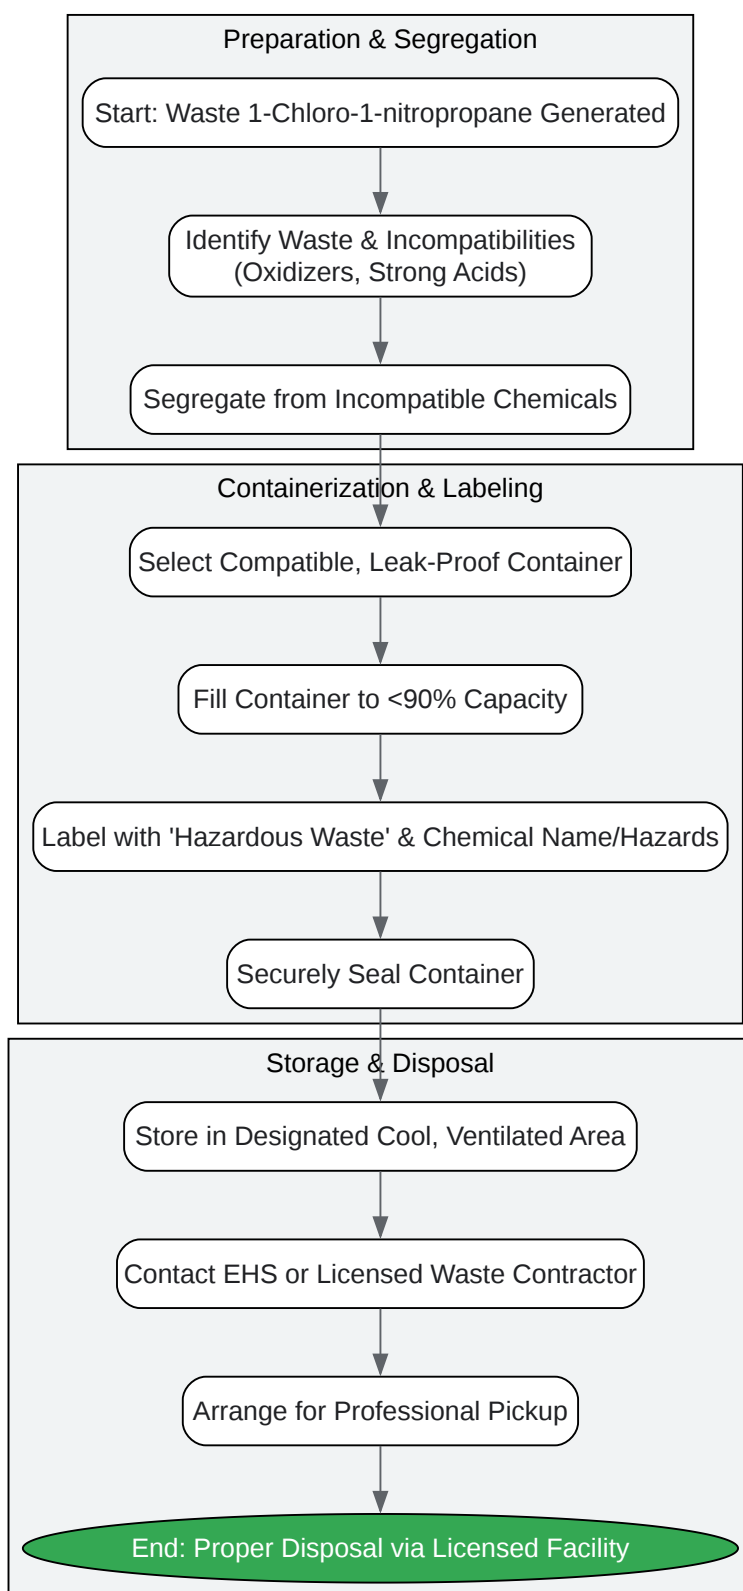 Preparation & Segregation
Start: Waste 1-Chloro-1-nitropropane Generated
Identify Waste & Incompatibilities
(Oxidizers, Strong Acids)
Segregate from Incompatible Chemicals
Containerization & Labeling
Select Compatible, Leak-Proof Container
Fill Container to <90% Capacity
Label with 'Hazardous Waste' & Chemical Name/Hazards
Securely Seal Container
Storage & Disposal
Store in Designated Cool, Ventilated Area
Contact EHS or Licensed Waste Contractor
Arrange for Professional Pickup
End: Proper Disposal via Licensed Facility